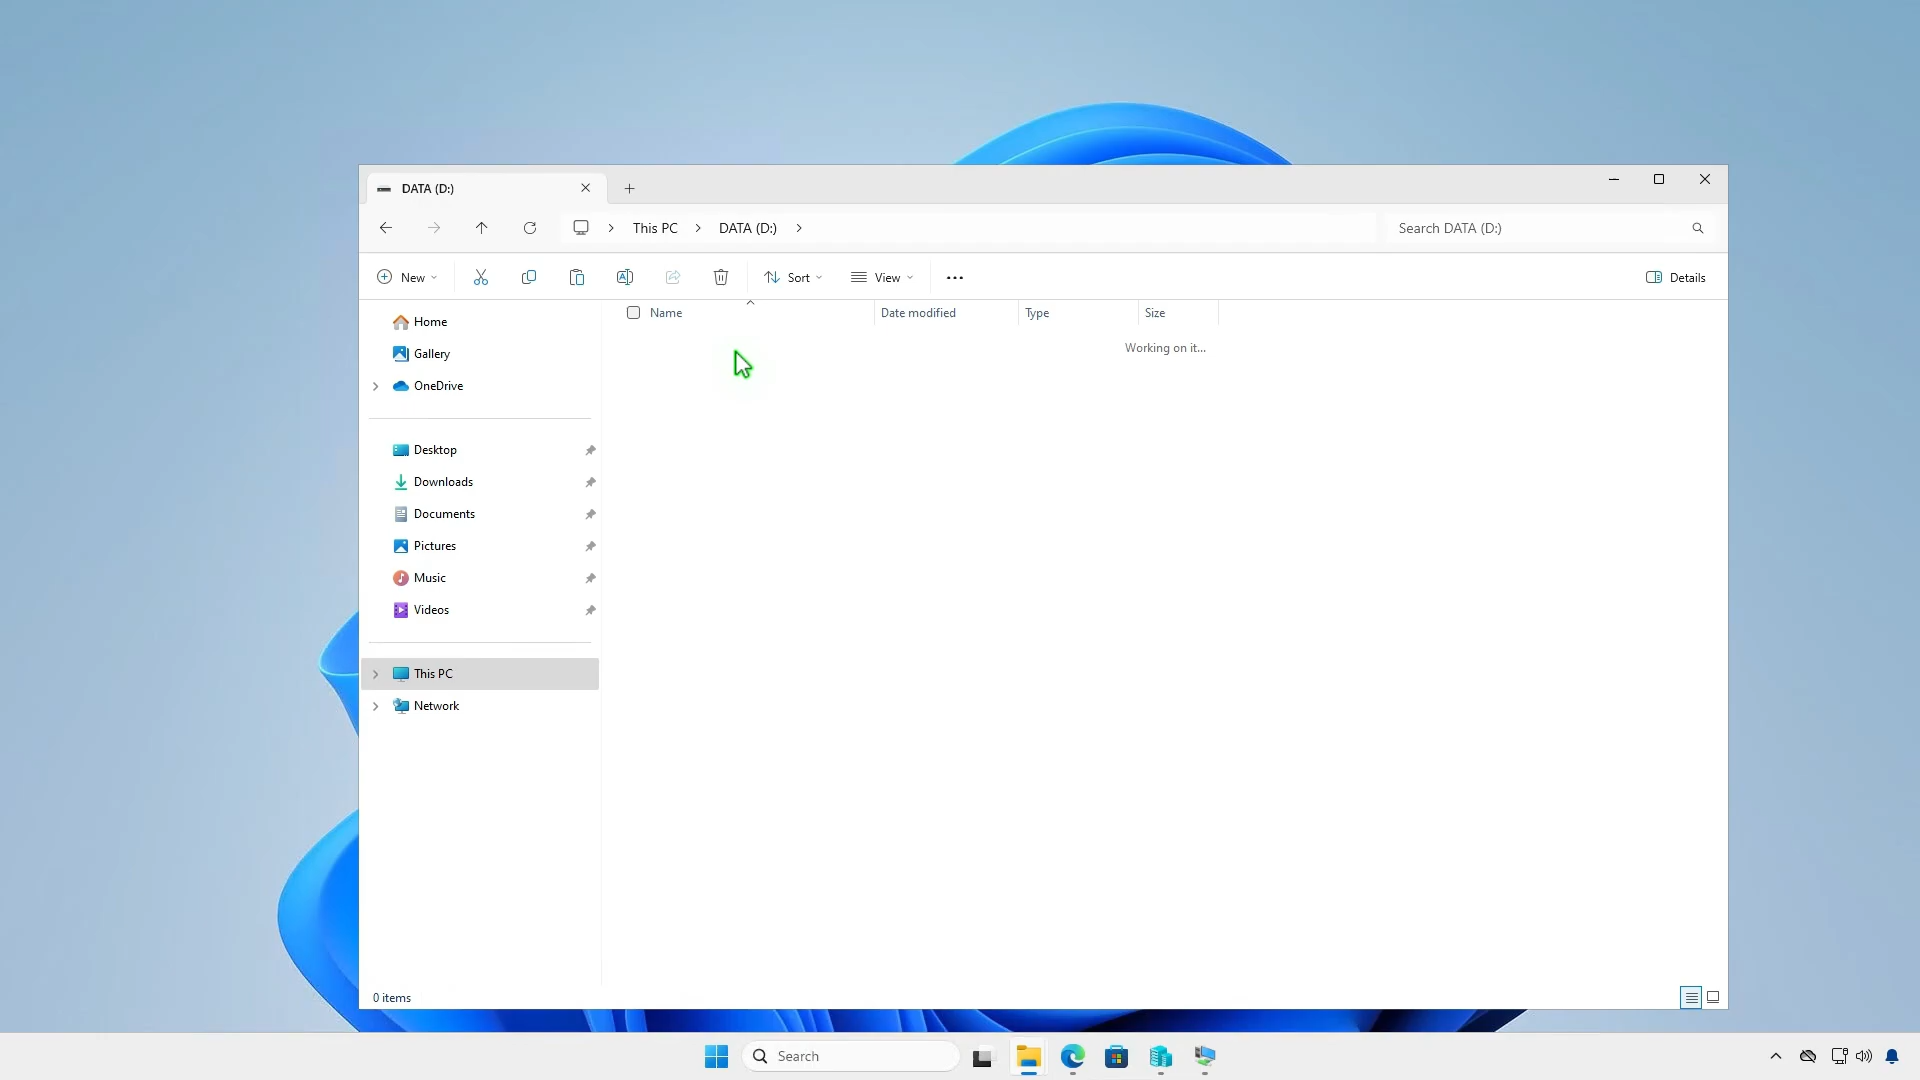 DATA (D:)
This PC
DATA (D:)
Search DATA (D:)
New
Sort
View
Details
Home
Gallery
OneDrive
Desktop
Downloads
Documents
Pictures
Music
Videos
This PC
Network
Name
Date modified
Type
Size
Working on it...
0 items
Search